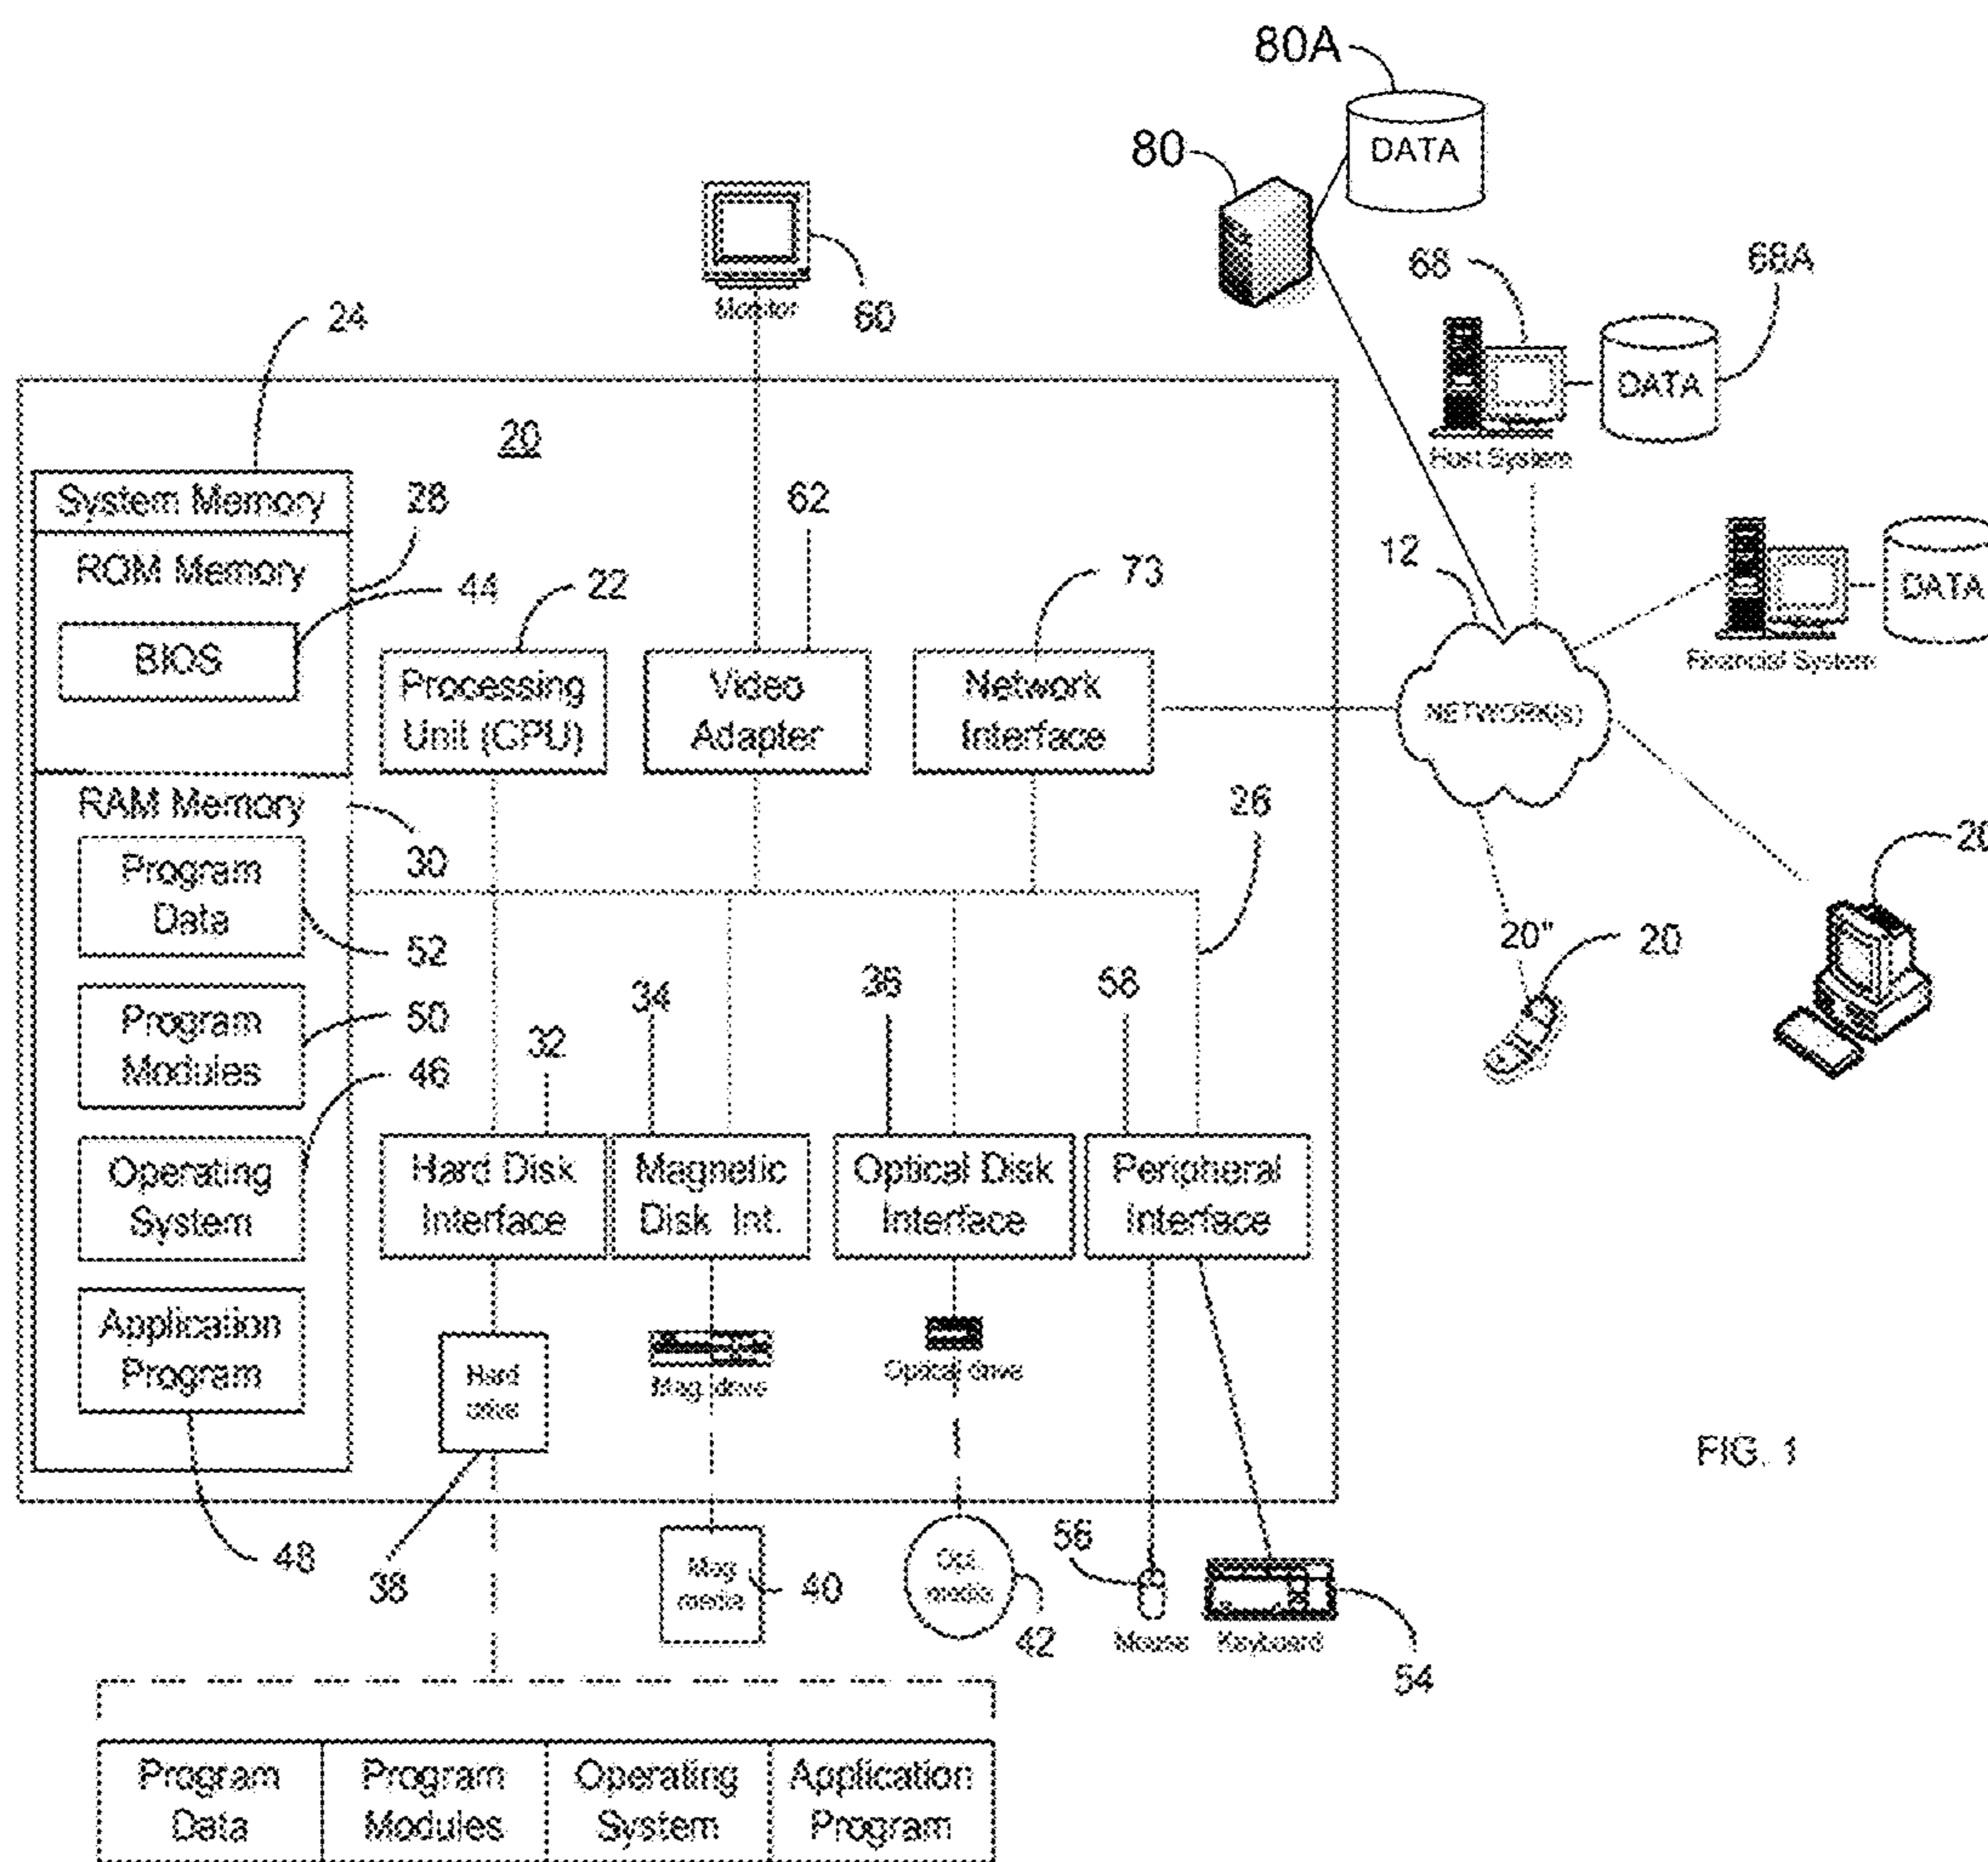 80A
DATA
80
68
68A
DATA
Host System
Monitor
60
24
20
System Memory
28
62
ROM Memory
44
22
73
12
BIOS
Processing
Unit (CPU)
Video
Adapter
Network
Interface
NETWORK(S)
DATA
Financial System
RAM Memory
30
26
Program
Data
52
20
20"
20
Program
Modules
50
34
36
58
32
46
Operating
System
Hard Disk
Interface
Magnetic
Disk Int.
Optical Disk
Interface
Peripheral
Interface
Application
Program
Hard
drive
Mag. drive
Optical drive
FIG. 1
48
38
Mag
media
40
Opt.
media
42
56
Mouse
Keyboard
54
Program
Data
Program
Modules
Operating
System
Application
Program